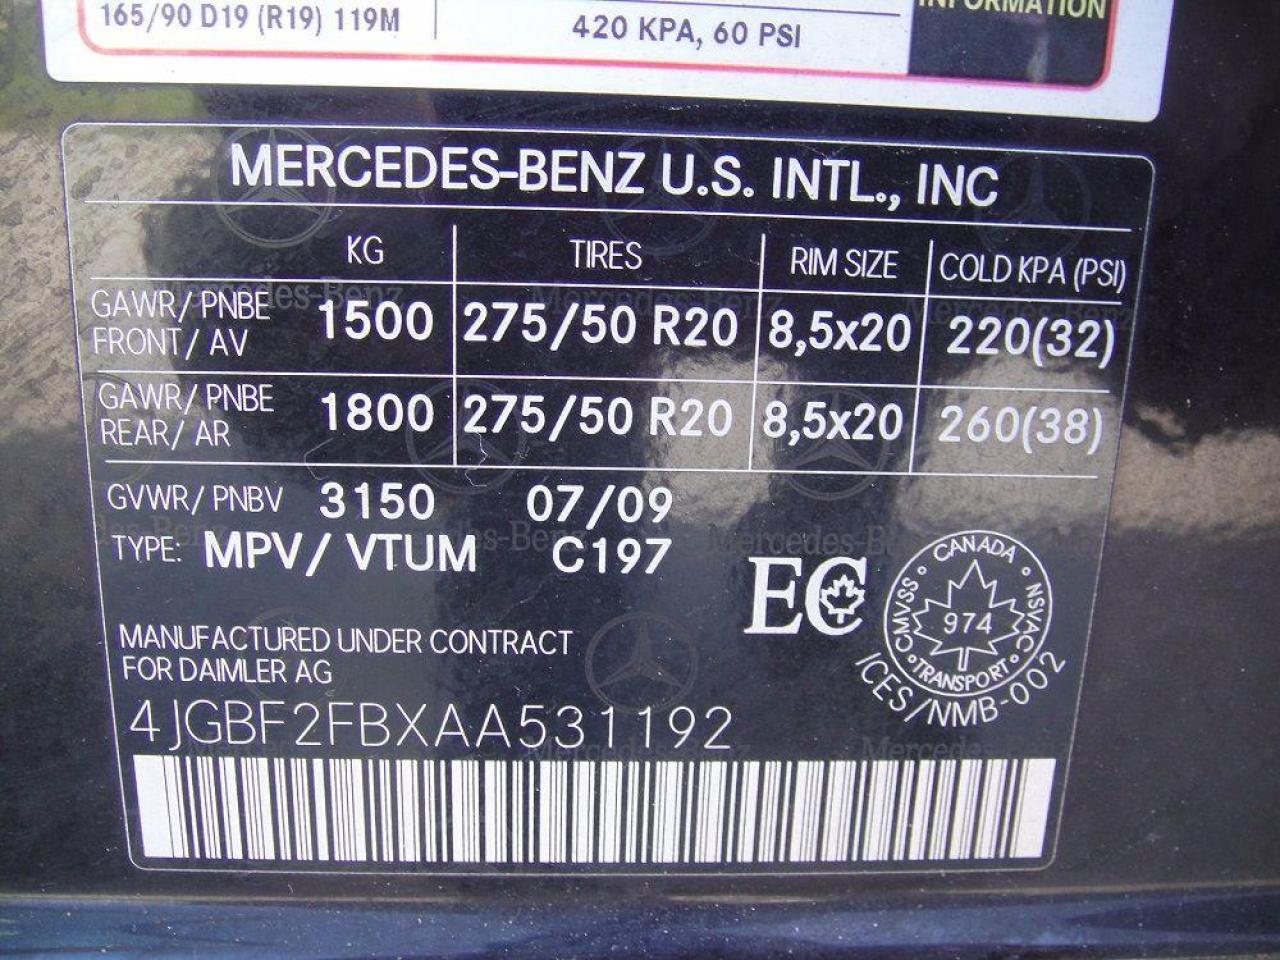 INFORMATION
165/90 D19 (R19) 119M 420 KPA, 60 PSI
MERCEDES-BENZ U.S. INTL., INC
KG TIRES RIM SIZE COLD KPA (PSI)
GAWR/ PNBE
FRONT/ AV
1500 275/50 R20 8,5x20 220(32)
GAWR/ PNBE
REAR/ AR
1800 275/50 R20 8,5x20 260(38)
GVWR/ PNBV 3150 07/09
TYPE: MPV/ VTUM C197
EC
CANADA
CCMVSS
NSVAC
974
TRANSPORT
ICES/NMB-002
MANUFACTURED UNDER CONTRACT
FOR DAIMLER AG
4JGBF2FBXAA531192
Mercedes-Benz